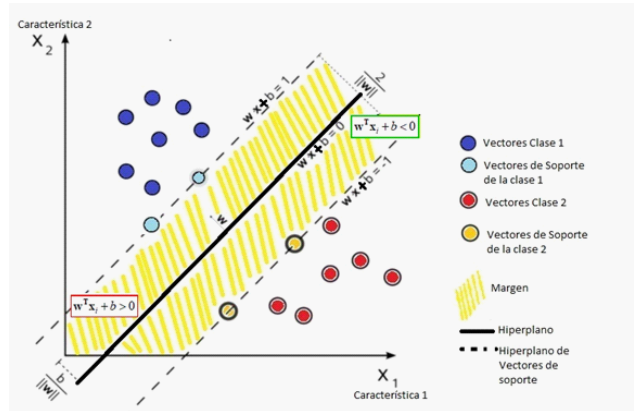 Característica 2
X2
w x+b = 1
2
||w||
w x+b = 0
wᵀxᵢ + b < 0
w x+b = -1
w
wᵀxᵢ + b > 0
b
||w||
X1
Característica 1
Vectores Clase 1
Vectores de Soporte
de la clase 1
Vectores Clase 2
Vectores de Soporte
de la clase 2
Margen
Hiperplano
Hiperplano de
Vectores de
soporte